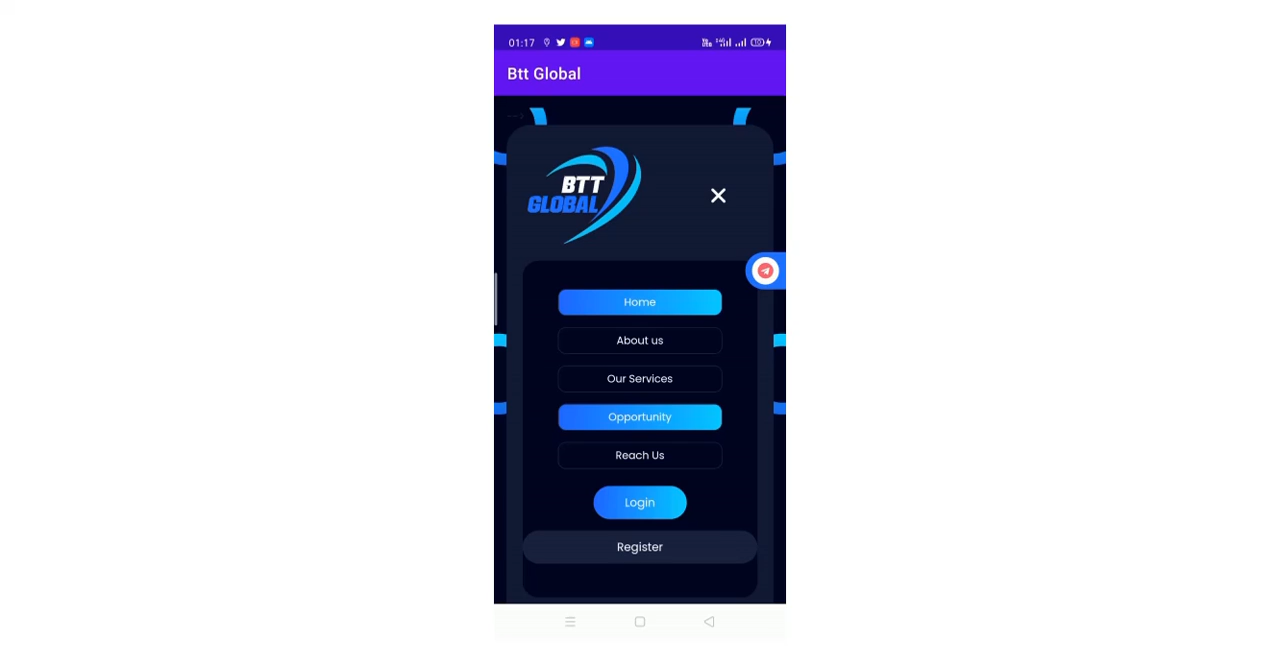 01:17
Btt Global
BTT
GLOBAL
Home
About us
Our Services
Opportunity
Reach Us
Login
Register